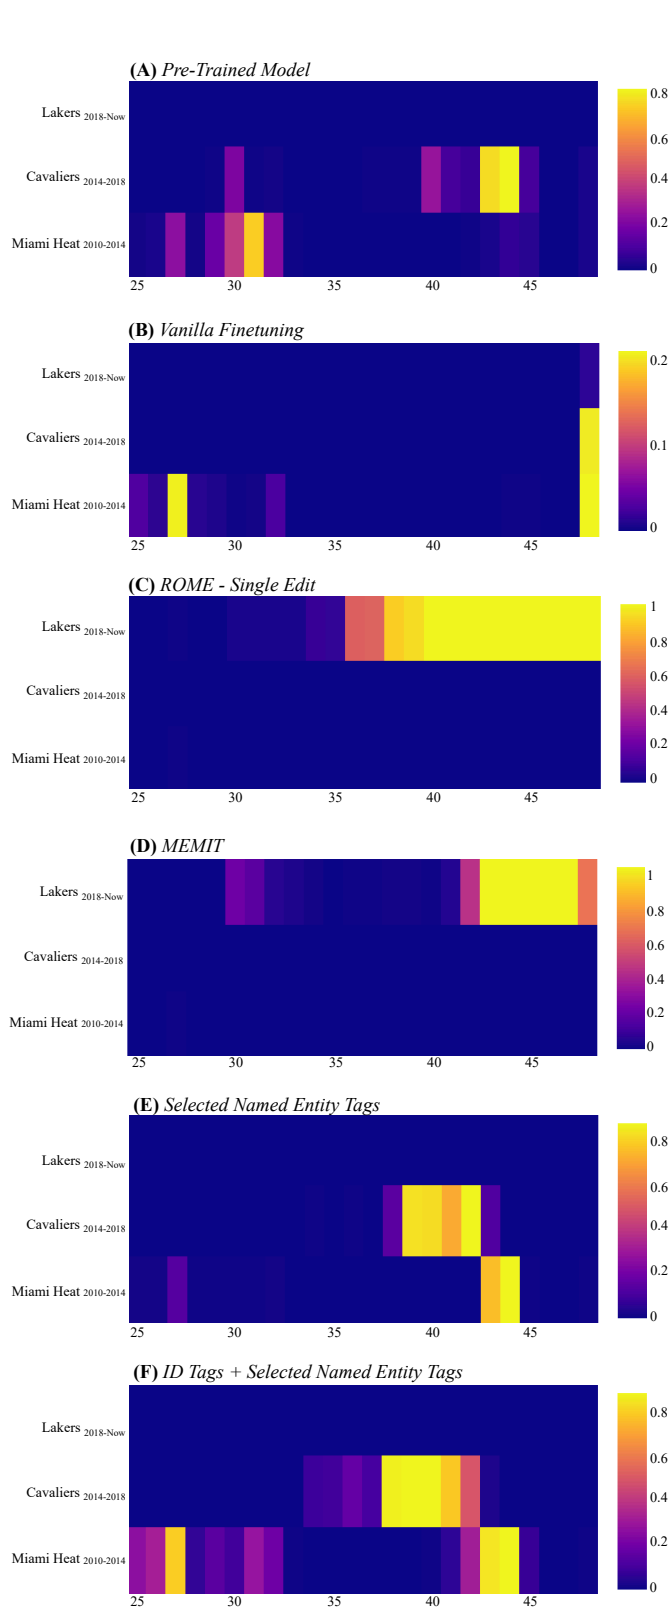 (A) Pre-Trained Model
Lakers 2018-Now
Cavaliers 2014-2018
Miami Heat 2010-2014
25 30 35 40 45
0.8
0.6
0.4
0.2
0
(B) Vanilla Finetuning
Lakers 2018-Now
Cavaliers 2014-2018
Miami Heat 2010-2014
25 30 35 40 45
0.2
0.1
0
(C) ROME - Single Edit
Lakers 2018-Now
Cavaliers 2014-2018
Miami Heat 2010-2014
25 30 35 40 45
1
0.8
0.6
0.4
0.2
0
(D) MEMIT
Lakers 2018-Now
Cavaliers 2014-2018
Miami Heat 2010-2014
25 30 35 40 45
1
0.8
0.6
0.4
0.2
0
(E) Selected Named Entity Tags
Lakers 2018-Now
Cavaliers 2014-2018
Miami Heat 2010-2014
25 30 35 40 45
0.8
0.6
0.4
0.2
0
(F) ID Tags + Selected Named Entity Tags
Lakers 2018-Now
Cavaliers 2014-2018
Miami Heat 2010-2014
25 30 35 40 45
0.8
0.6
0.4
0.2
0